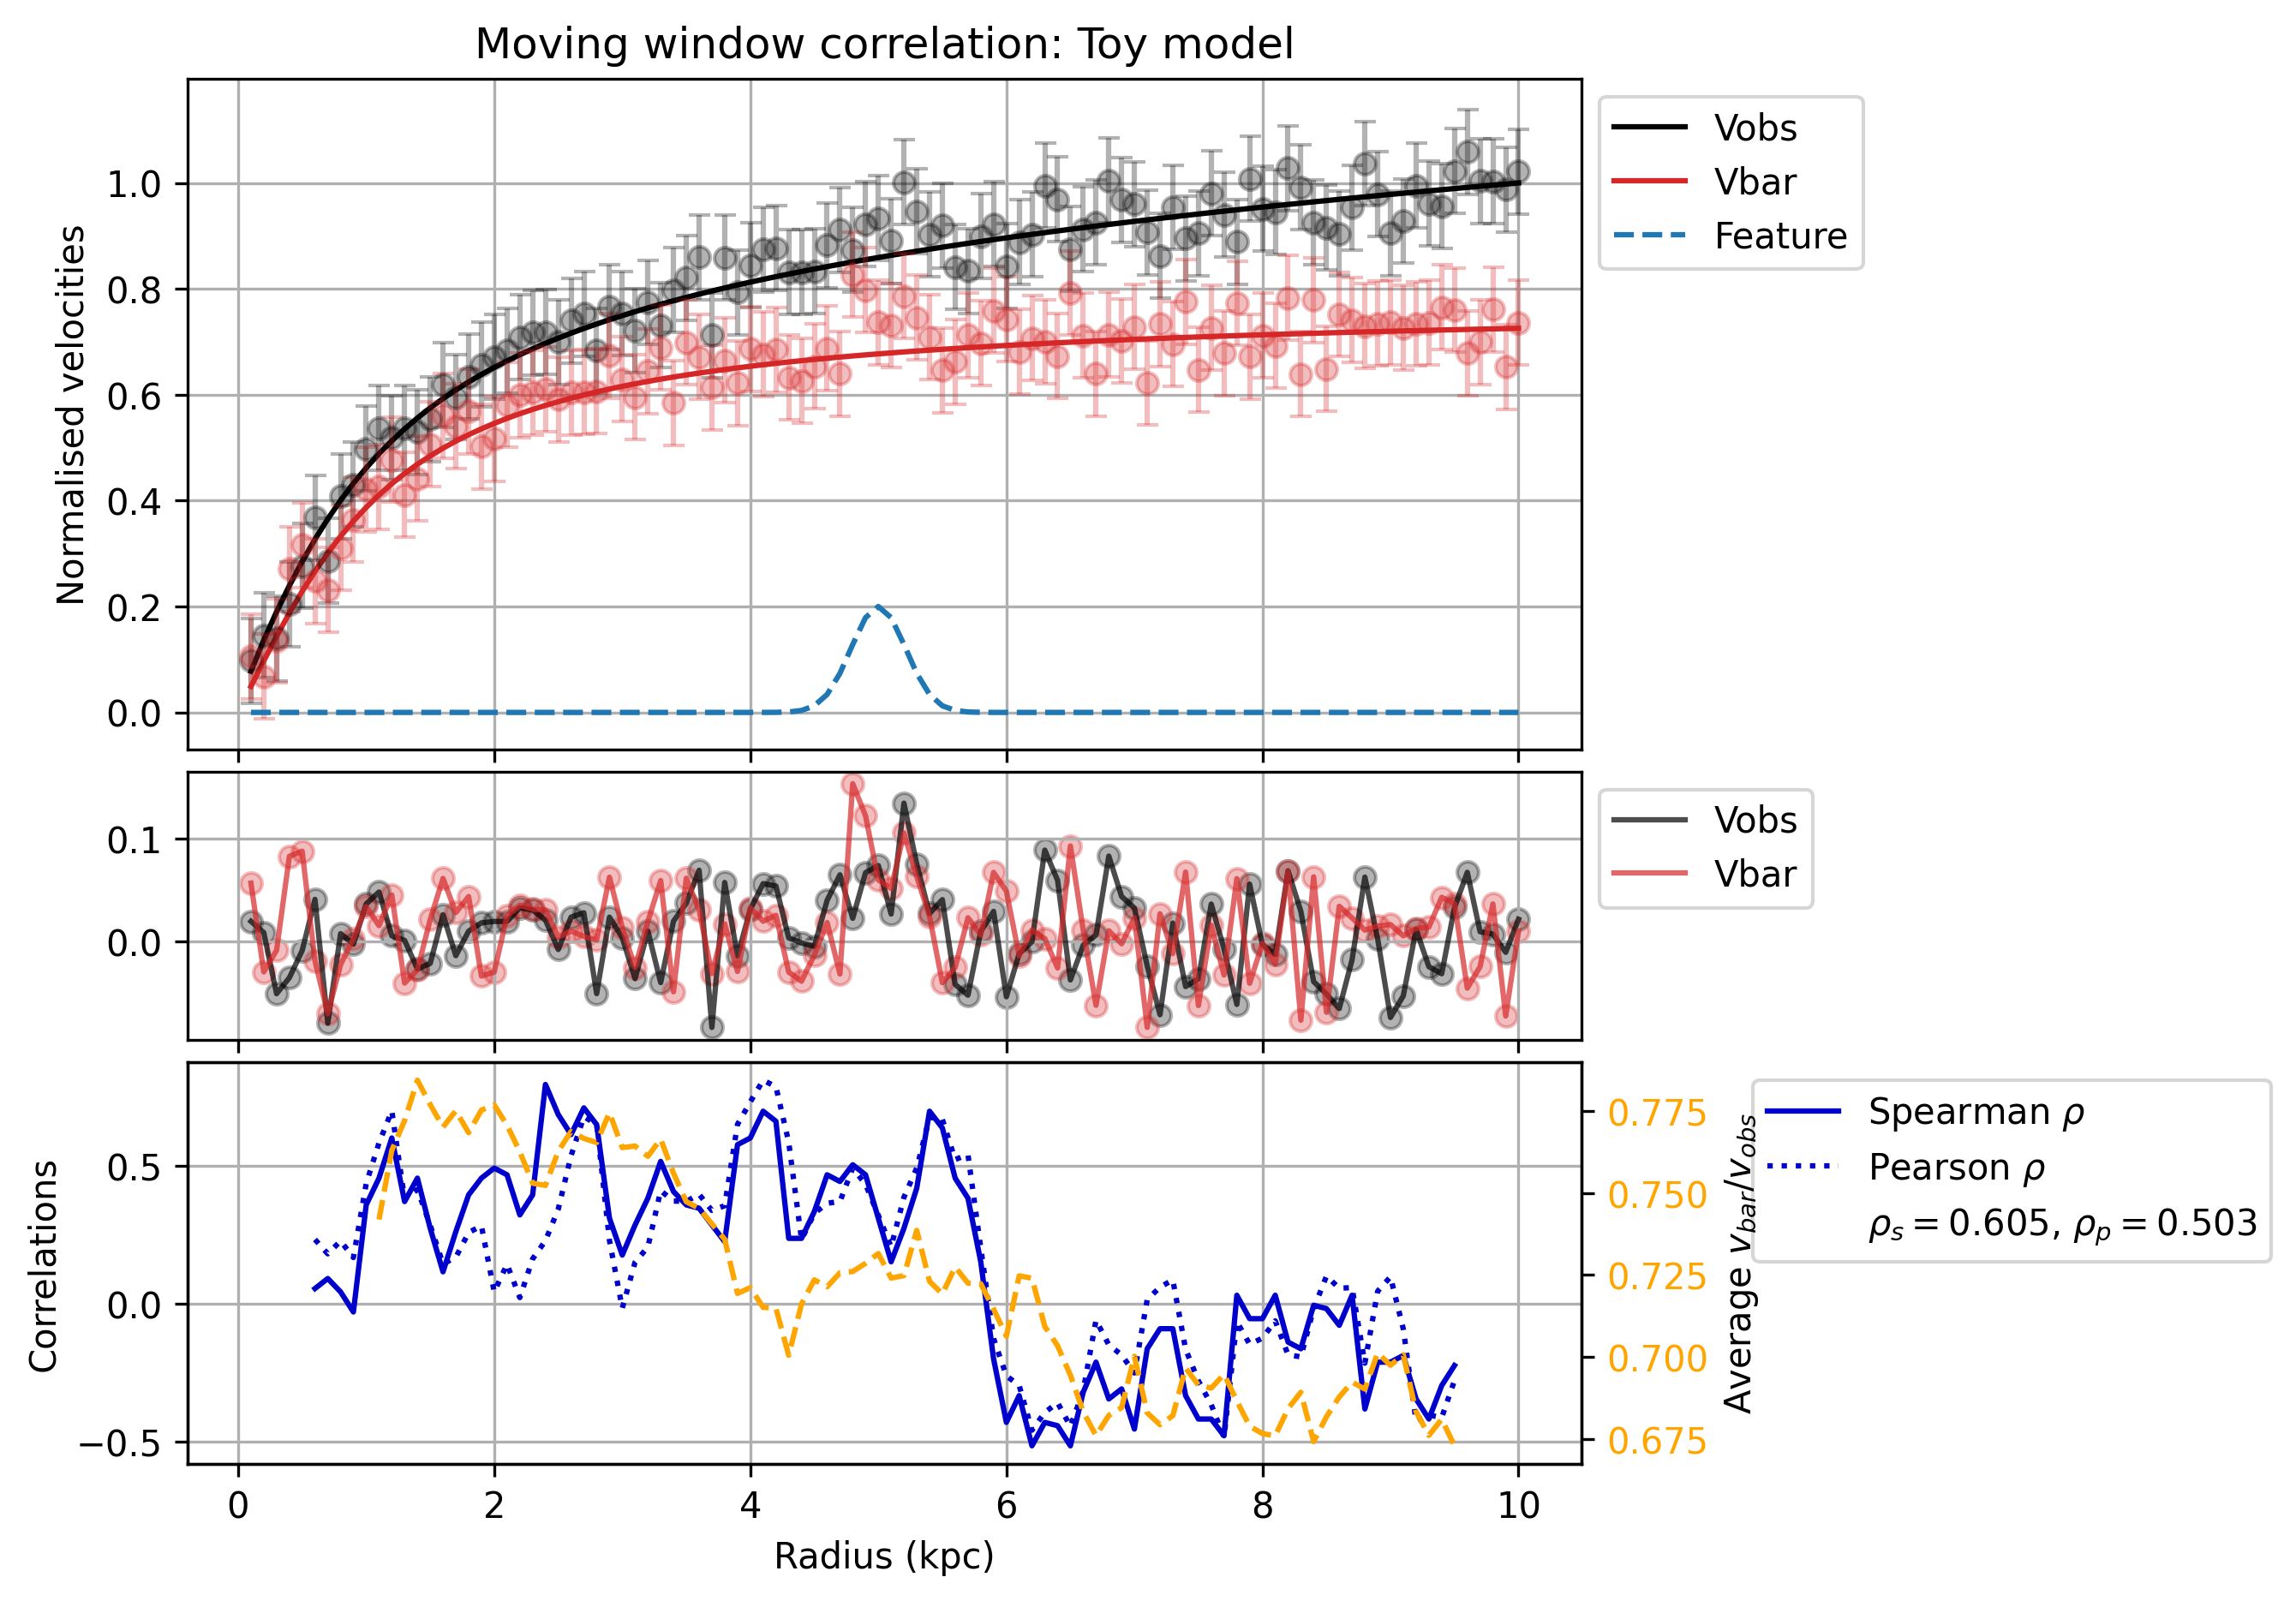 Moving window correlation: Toy model
Normalised velocities
1.0
0.8
0.6
0.4
0.2
0.0
Vobs
Vbar
Feature
0.1
0.0
Vobs
Vbar
Correlations
0.5
0.0
−0.5
0.775
0.750
0.725
0.700
0.675
Average v_bar/v_obs
Spearman ρ
Pearson ρ
ρ_s = 0.605, ρ_p = 0.503
0 2 4 6 8 10
Radius (kpc)